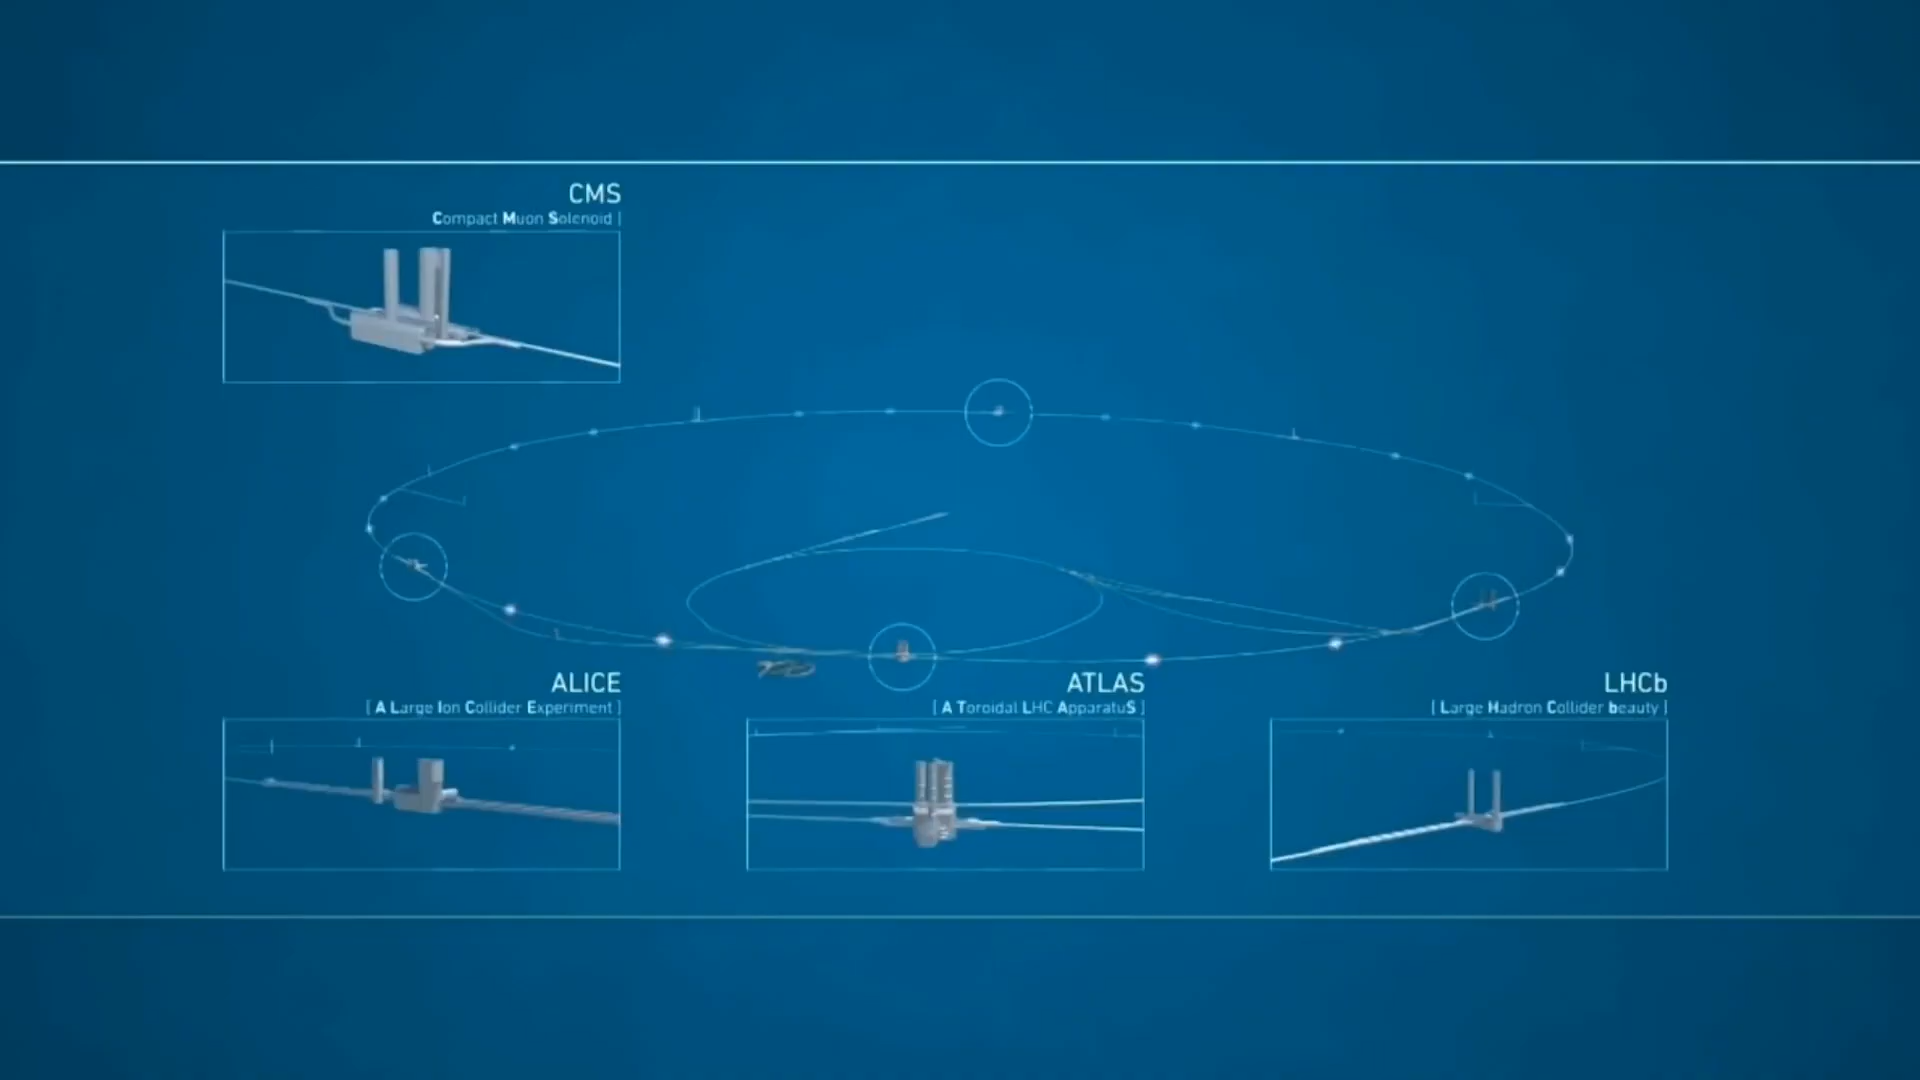 CMS
Compact Muon Solenoid ]
ALICE
[ A Large Ion Collider Experiment ]
ATLAS
[ A Toroidal LHC ApparatuS ]
LHCb
[ Large Hadron Collider beauty ]